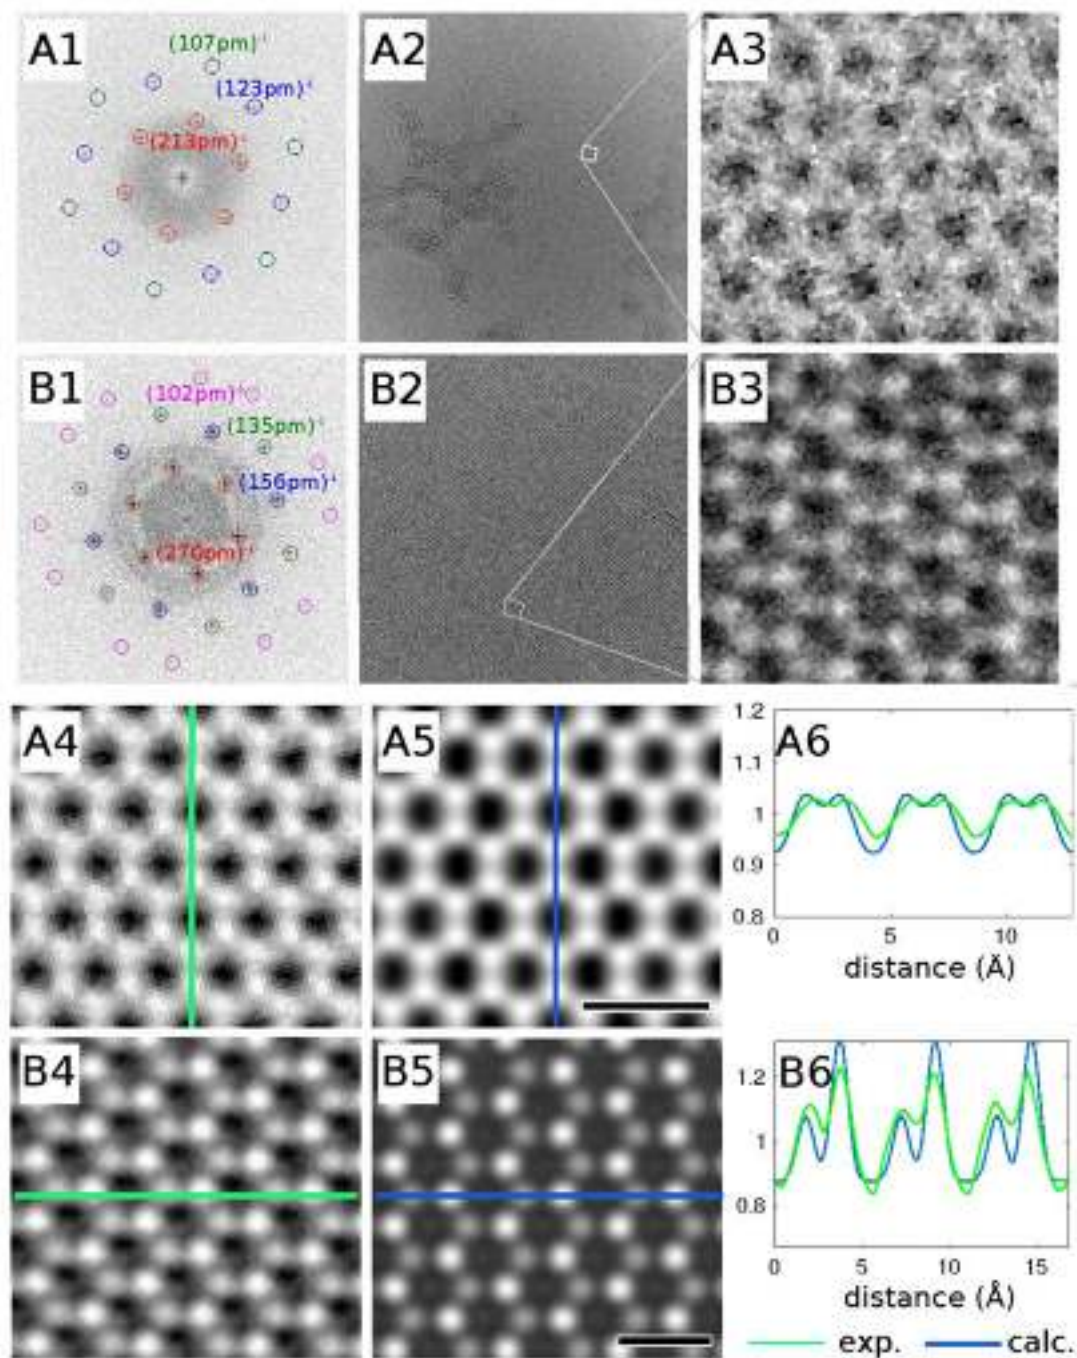 A1
(107pm)⁻¹
(123pm)⁻¹
(213pm)⁻¹
A2
A3
B1
(102pm)⁻¹
(135pm)⁻¹
(156pm)⁻¹
(270pm)⁻¹
B2
B3
A4
A5
A6
1.2
1.1
1
0.9
0.8
0
5
10
distance (Å)
B4
B5
B6
1.2
1
0.8
0
5
10
15
distance (Å)
exp.
calc.